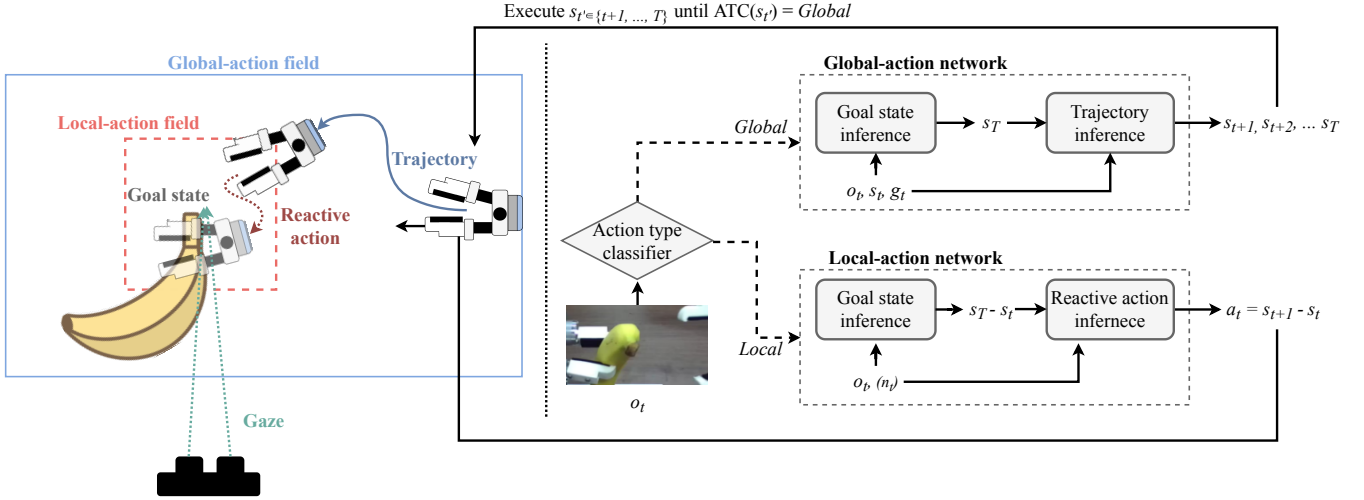 Execute s_{t'∈{t+1, ..., T}} until ATC(s_{t'}) = Global
Global-action field
Local-action field
Goal state
Trajectory
Reactive
action
Gaze
Action type
classifier
o_t
Global
Local
Global-action network
Goal state
inference
s_T
Trajectory
inference
s_{t+1}, s_{t+2}, ... s_T
o_t, s_t, g_t
Local-action network
Goal state
inference
s_T - s_t
Reactive action
infernece
a_t = s_{t+1} - s_t
o_t, (n_t)